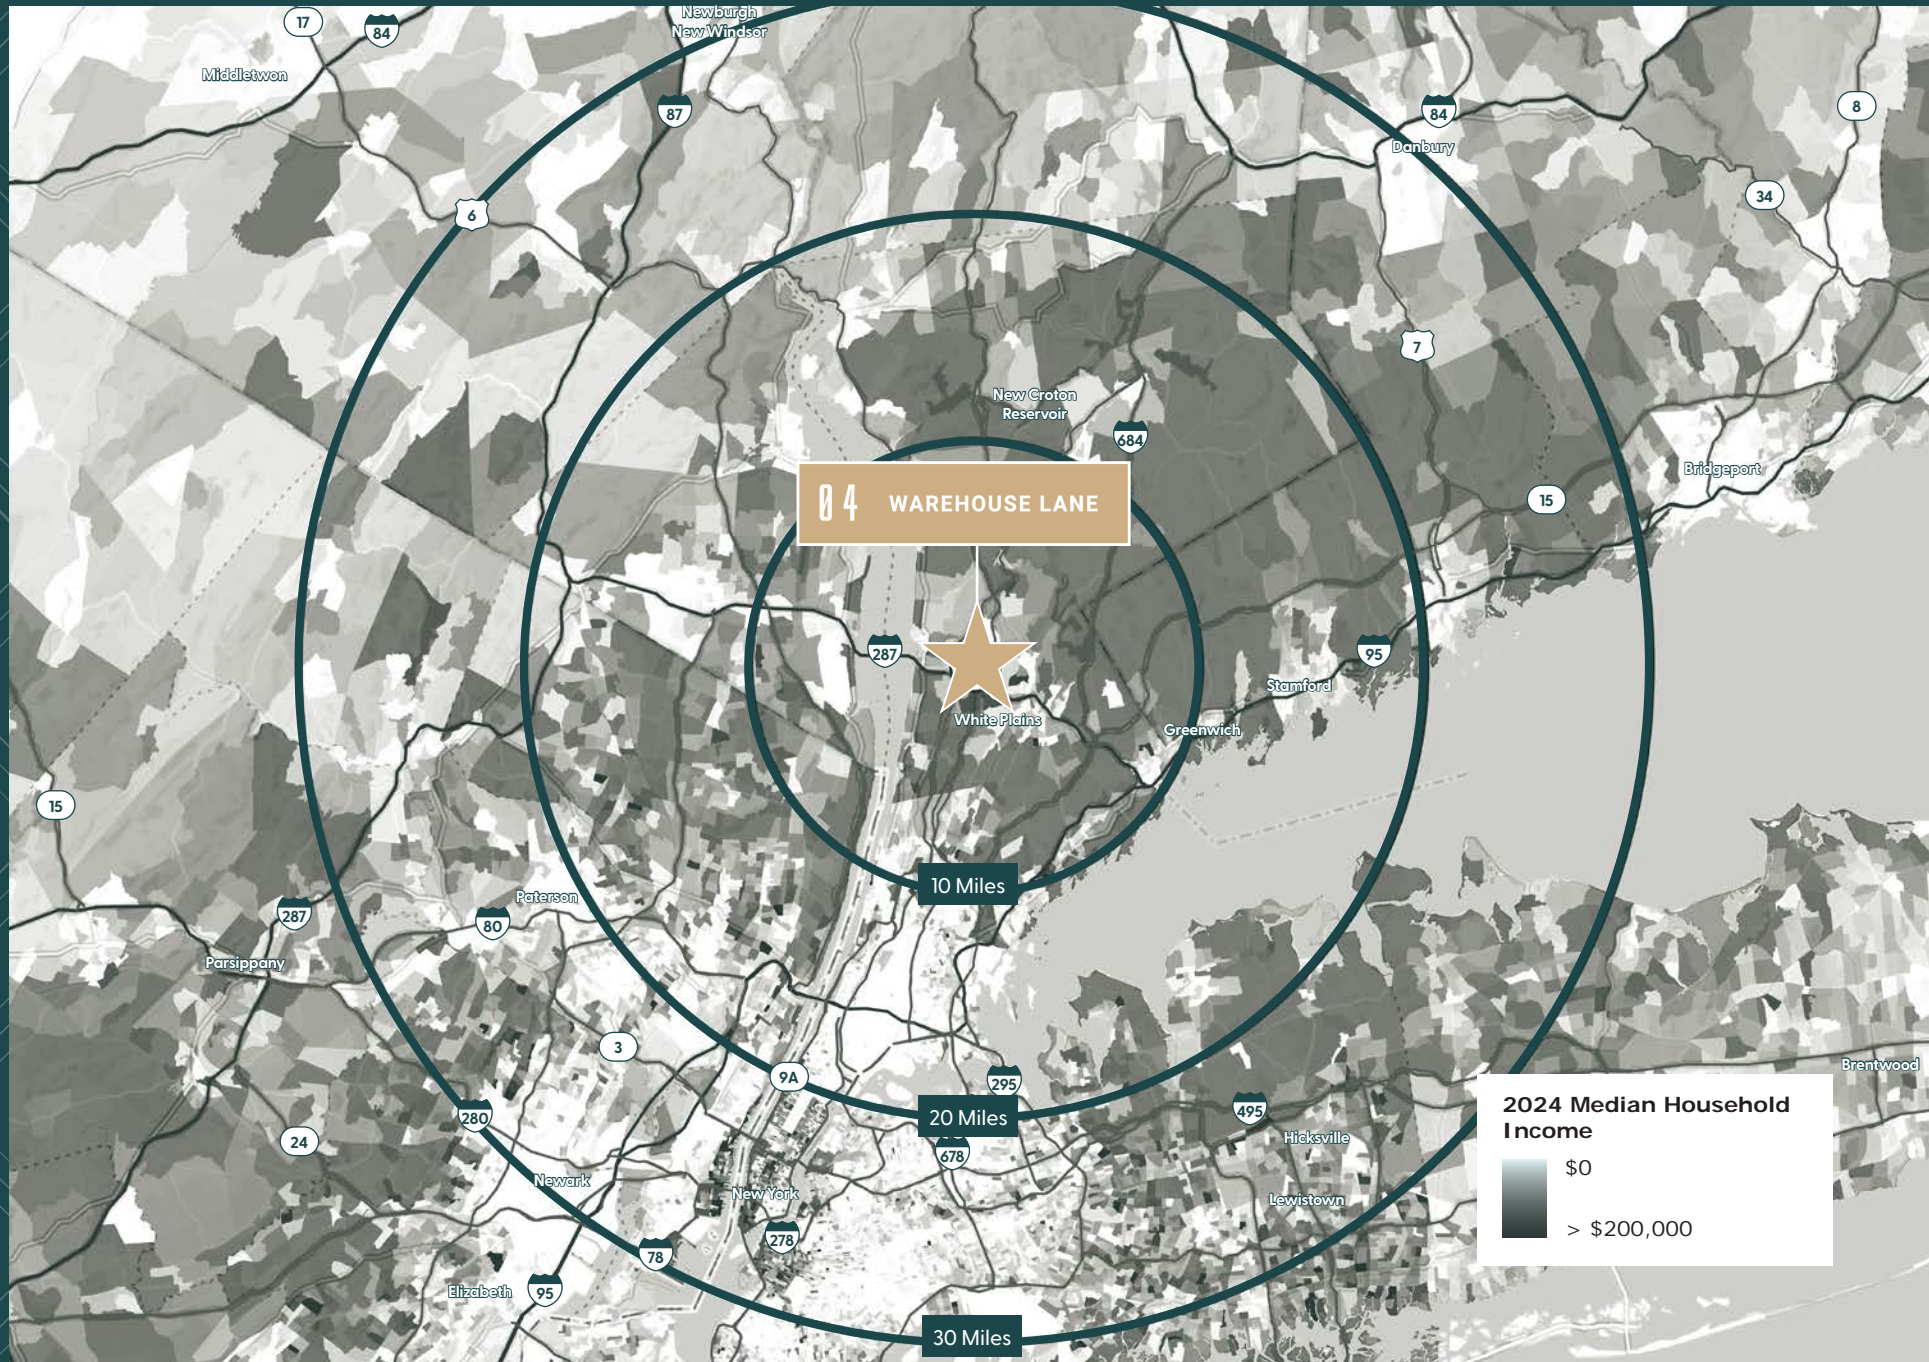 17
84
Newburgh
New Windsor
Middletwon
87
84
8
Danbury
34
6
7
New Croton
Reservoir
684
Bridgeport
15
04 WAREHOUSE LANE
287
95
Stamford
White Plains
Greenwich
15
10 Miles
Paterson
287
80
Parsippany
3
9A
295
Brentwood
280
20 Miles
495
24
Hicksville
678
Newark
New York
Lewistown
278
78
Elizabeth
95
30 Miles
2024 Median Household
Income
$0
> $200,000